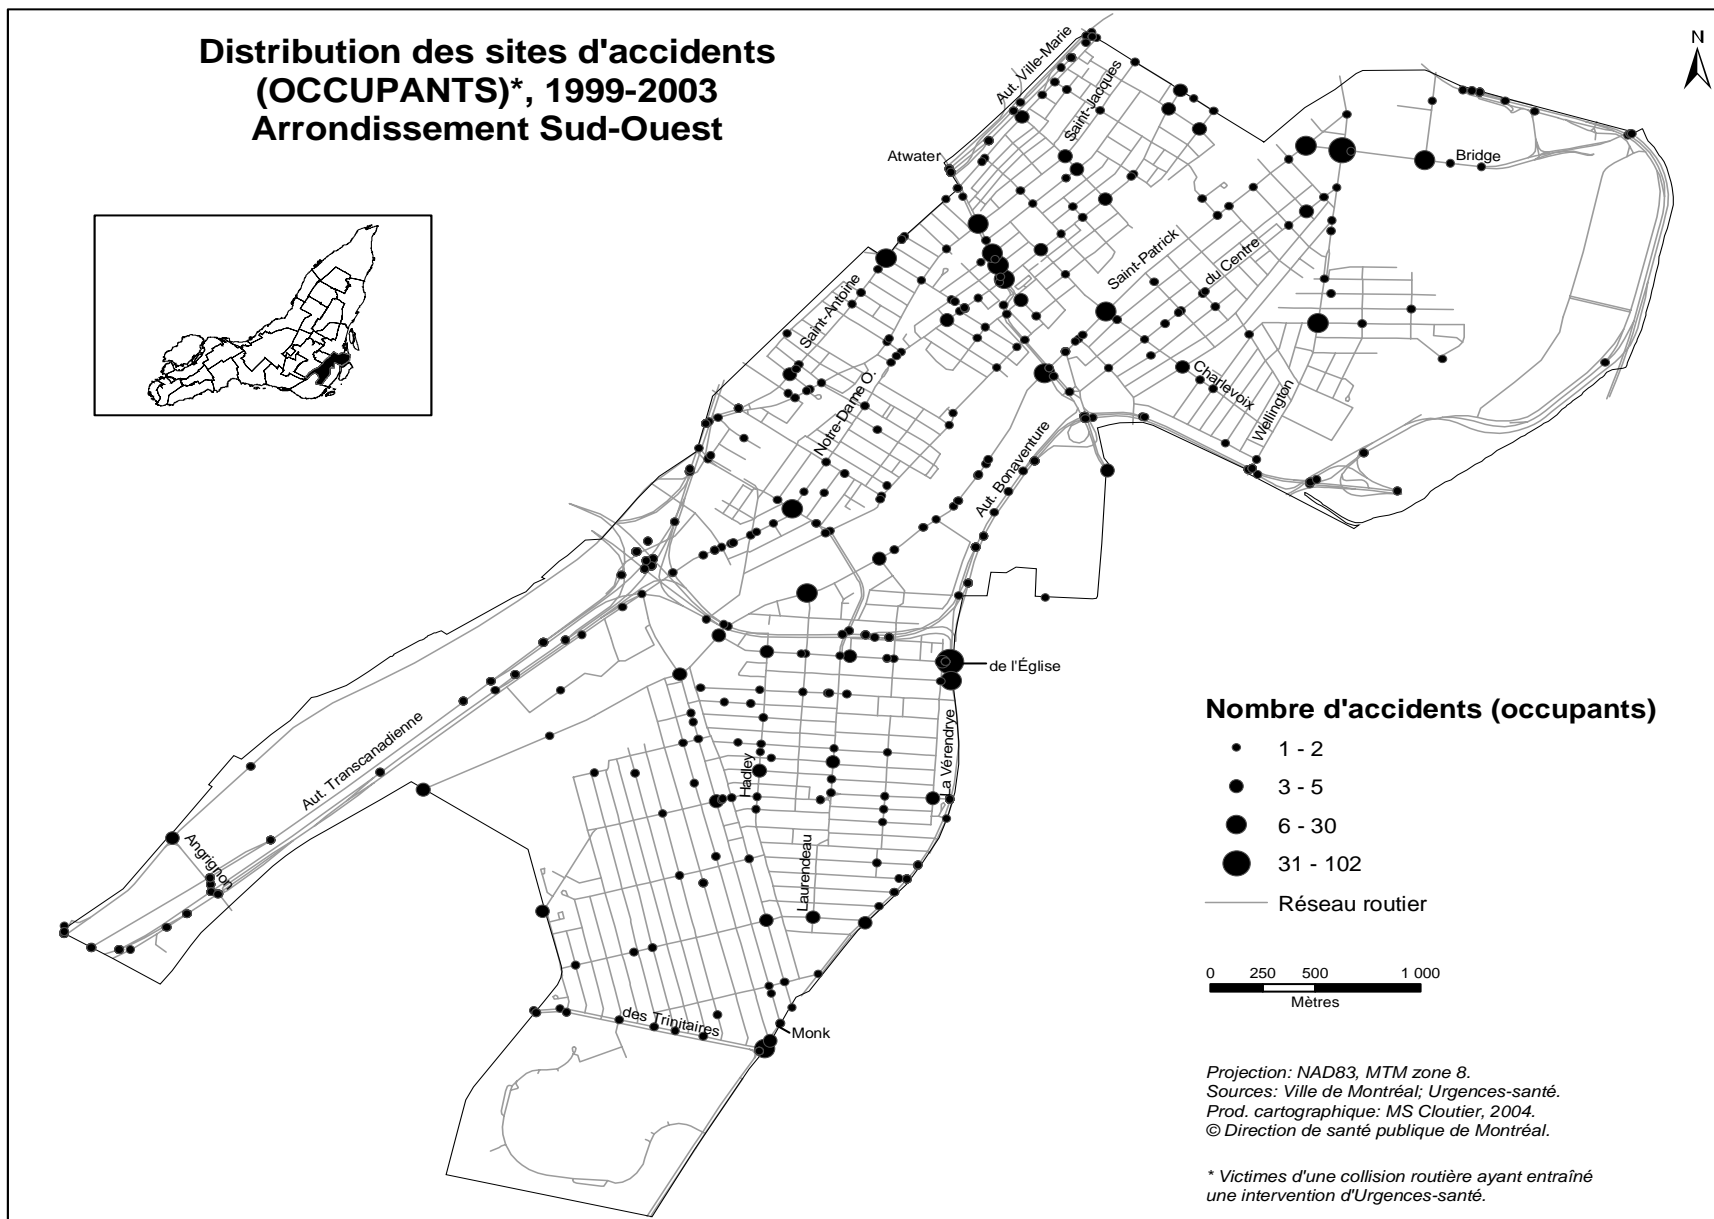 Distribution des sites d'accidents
(OCCUPANTS)*, 1999-2003
Arrondissement Sud-Ouest
N
Aut. Ville-Marie
Saint-Jacques
Atwater
Bridge
Saint-Patrick
du Centre
Saint-Antoine
Charlevoix
Wellington
Notre-Dame O.
Aut. Bonaventure
de l'Église
La Vérendrye
Aut. Transcanadienne
Hadley
Angrignon
Laurendeau
des Trinitaires
Monk
Nombre d'accidents (occupants)
1 - 2
3 - 5
6 - 30
31 - 102
Réseau routier
0 250 500 1 000
Mètres
Projection: NAD83, MTM zone 8.
Sources: Ville de Montréal; Urgences-santé.
Prod. cartographique: MS Cloutier, 2004.
© Direction de santé publique de Montréal.
* Victimes d'une collision routière ayant entraîné
une intervention d'Urgences-santé.